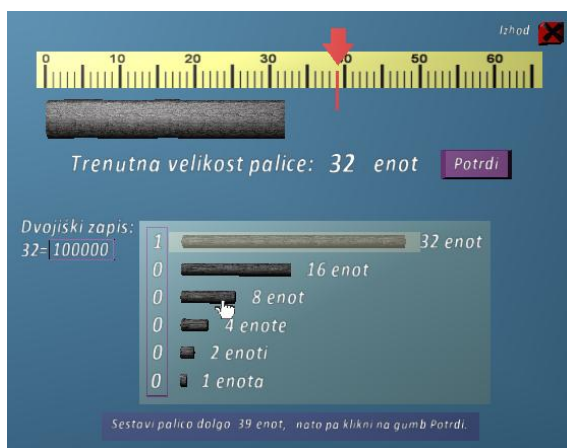 Izhod
0 10 20 30 40 50 60
Trenutna velikost palice: 32 enot Potrdi
Dvojiški zapis:
32= 100000
1 32 enot
0 16 enot
0 8 enot
0 4 enote
0 2 enoti
0 1 enota
Sestavi palico dolgo 39 enot, nato pa klikni na gumb Potrdi.